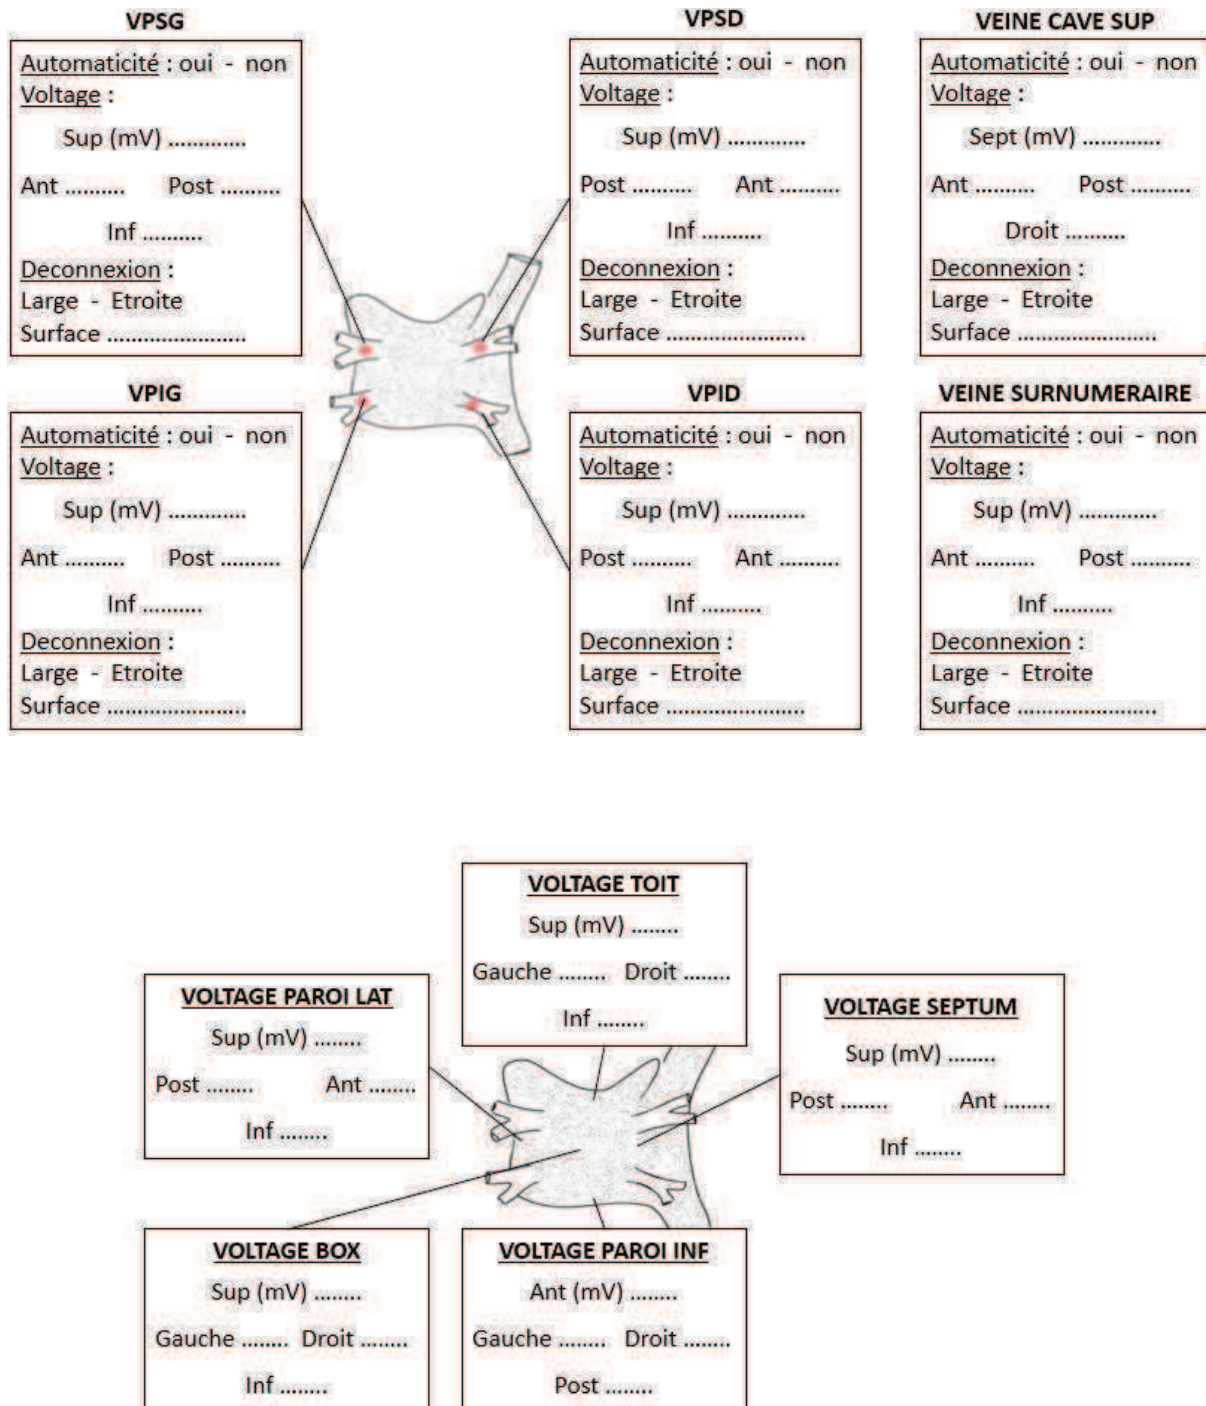 VPSG
Automaticité : oui - non
Voltage :
Sup (mV) .............
Ant .......... Post ..........
Inf ..........
Deconnexion :
Large - Etroite
Surface .......................
VPSD
Automaticité : oui - non
Voltage :
Sup (mV) .............
Post .......... Ant ..........
Inf ..........
Deconnexion :
Large - Etroite
Surface .......................
VEINE CAVE SUP
Automaticité : oui - non
Voltage :
Sept (mV) .............
Ant .......... Post ..........
Droit ..........
Deconnexion :
Large - Etroite
Surface .......................
VPIG
Automaticité : oui - non
Voltage :
Sup (mV) .............
Ant .......... Post ..........
Inf ..........
Deconnexion :
Large - Etroite
Surface .......................
VPID
Automaticité : oui - non
Voltage :
Sup (mV) .............
Post .......... Ant ..........
Inf ..........
Deconnexion :
Large - Etroite
Surface .......................
VEINE SURNUMERAIRE
Automaticité : oui - non
Voltage :
Sup (mV) .............
Ant .......... Post ..........
Inf ..........
Deconnexion :
Large - Etroite
Surface .......................
VOLTAGE TOIT
Sup (mV) ........
Gauche ........ Droit ........
Inf ........
VOLTAGE PAROI LAT
Sup (mV) ........
Post ........ Ant ........
Inf ........
VOLTAGE SEPTUM
Sup (mV) ........
Post ........ Ant ........
Inf ........
VOLTAGE BOX
Sup (mV) ........
Gauche ........ Droit ........
Inf ........
VOLTAGE PAROI INF
Ant (mV) ........
Gauche ........ Droit ........
Post ........